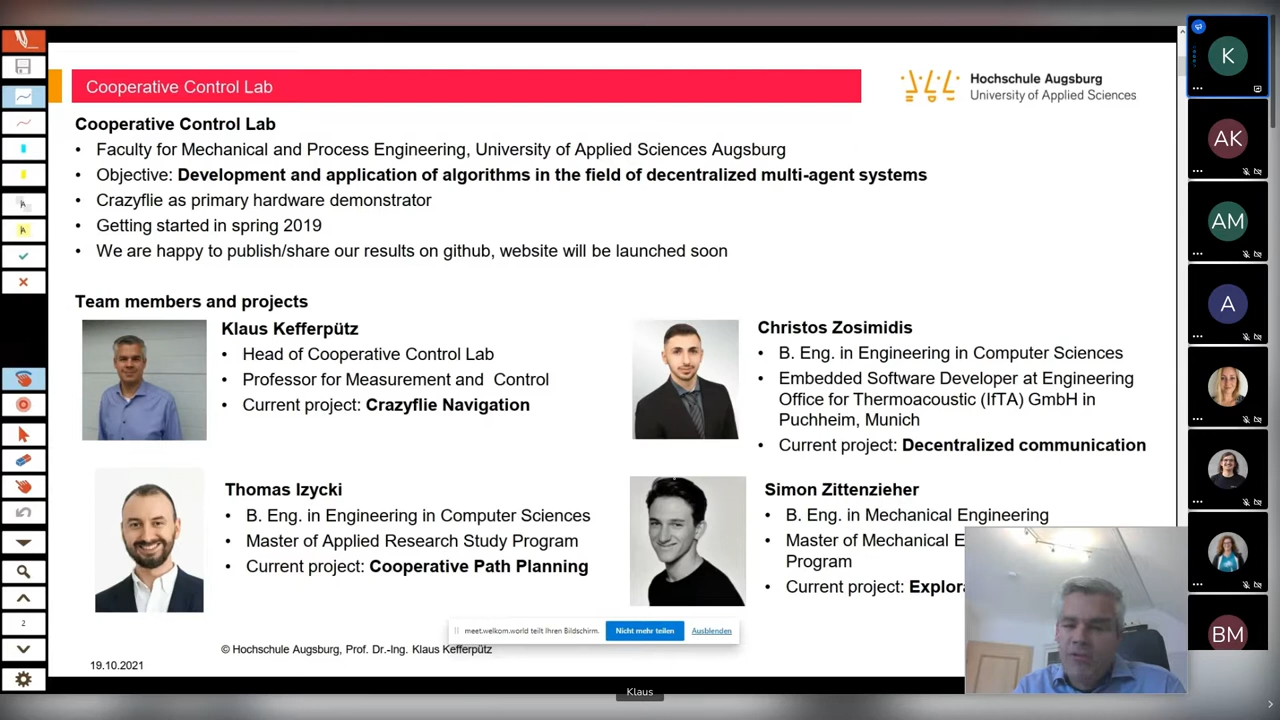 Cooperative Control Lab
Hochschule Augsburg
University of Applied Sciences
Cooperative Control Lab
• Faculty for Mechanical and Process Engineering, University of Applied Sciences Augsburg
• Objective: Development and application of algorithms in the field of decentralized multi-agent systems
• Crazyflie as primary hardware demonstrator
• Getting started in spring 2019
• We are happy to publish/share our results on github, website will be launched soon
Team members and projects
Klaus Kefferpütz
• Head of Cooperative Control Lab
• Professor for Measurement and Control
• Current project: Crazyflie Navigation
Christos Zosimidis
• B. Eng. in Engineering in Computer Sciences
• Embedded Software Developer at Engineering
Office for Thermoacoustic (IfTA) GmbH in
Puchheim, Munich
• Current project: Decentralized communication
Thomas Izycki
• B. Eng. in Engineering in Computer Sciences
• Master of Applied Research Study Program
• Current project: Cooperative Path Planning
Simon Zittenzieher
• B. Eng. in Mechanical Engineering
• Master of Mechanical E
Program
• Current project: Explora
meet.welkom.world teilt Ihren Bildschirm.
Nicht mehr teilen
Ausblenden
© Hochschule Augsburg, Prof. Dr.-Ing. Klaus Kefferpütz
19.10.2021
Klaus
2
K
AK
AM
A
BM